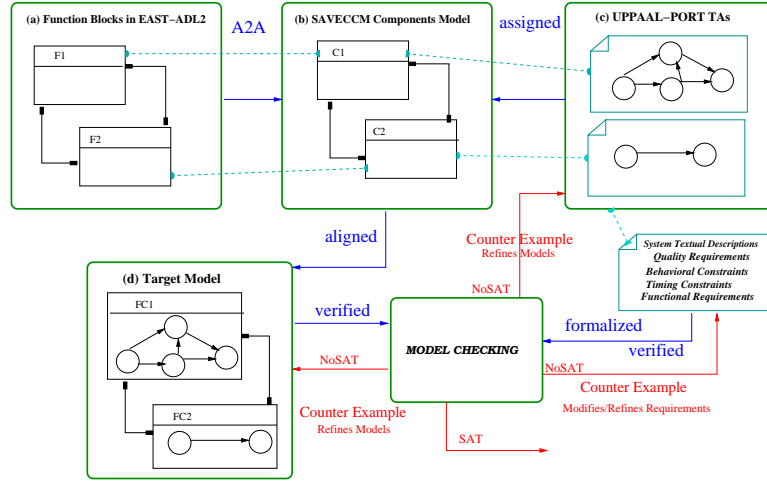 (a) Function Blocks in EAST−ADL2
A2A
(b) SAVECCM Components Model
assigned
(c) UPPAAL−PORT TAs
F1
C1
F2
C2
aligned
Counter Example
Refines Models
System Textual Descriptions
Quality Requirements
Behavioral Constraints
Timing Constraints
Functional Requirements
(d) Target Model
FC1
verified
NoSAT
formalized
MODEL CHECKING
verified
NoSAT
NoSAT
Counter Example
Modifies/Refines Requirements
Counter Example
Refines Models
FC2
SAT